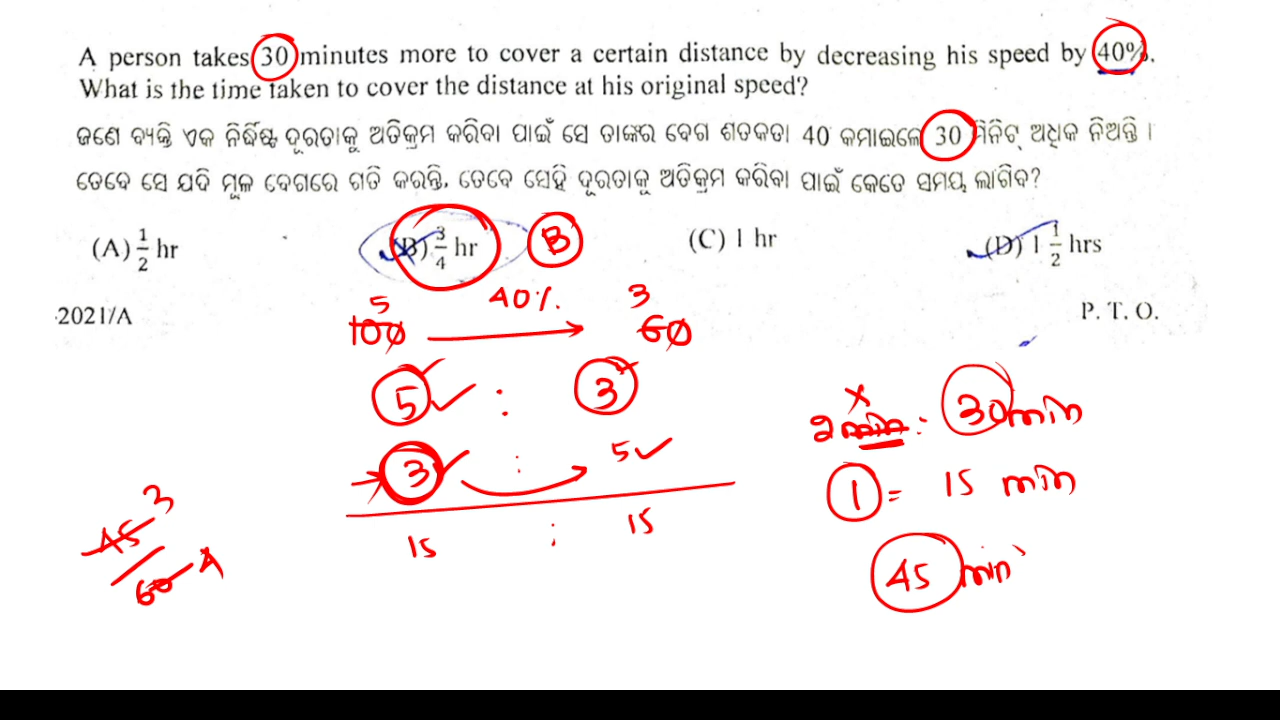 A person takes 30 minutes more to cover a certain distance by decreasing his speed by 40%.
What is the time taken to cover the distance at his original speed?
ଜଣେ ବ୍ୟକ୍ତି ଏକ ନିର୍ଦ୍ଧିଷ୍ଟ ଦୂରତାକୁ ଅତିକ୍ରମ କରିବା ପାଇଁ ସେ ତାଙ୍କର ବେଗ ଶତକଡା 40 କମାଇଲେ 30 ମିନିଟ୍ ଅଧିକ ନିଅନ୍ତି ।
ତେବେ ସେ ଯଦି ମୂଳ ବେଗରେ ଗତି କରନ୍ତି, ତେବେ ସେହି ଦୂରତାକୁ ଅତିକ୍ରମ କରିବା ପାଇଁ କେତେ ସମୟ ଲାଗିବ?
(A) 1/2 hr (B) 3/4 hr B (C) 1 hr (D) 1 1/2 hrs
2021/A P. T. O.
5 40% 3
100 60
5 : 3
3 : 5
15 : 15
x
2 min : 30 min
1 = 15 min
45 min
45 3
60 4